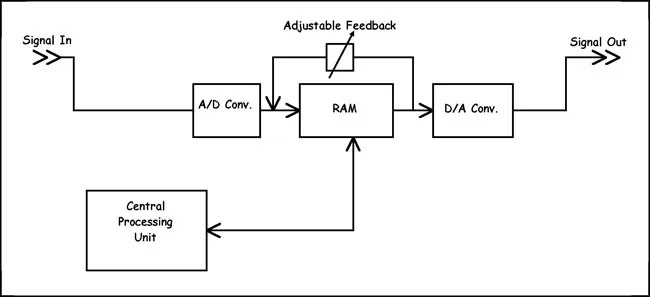 Adjustable Feedback
Signal In
Signal Out
A/D Conv.
RAM
D/A Conv.
Central
Processing
Unit